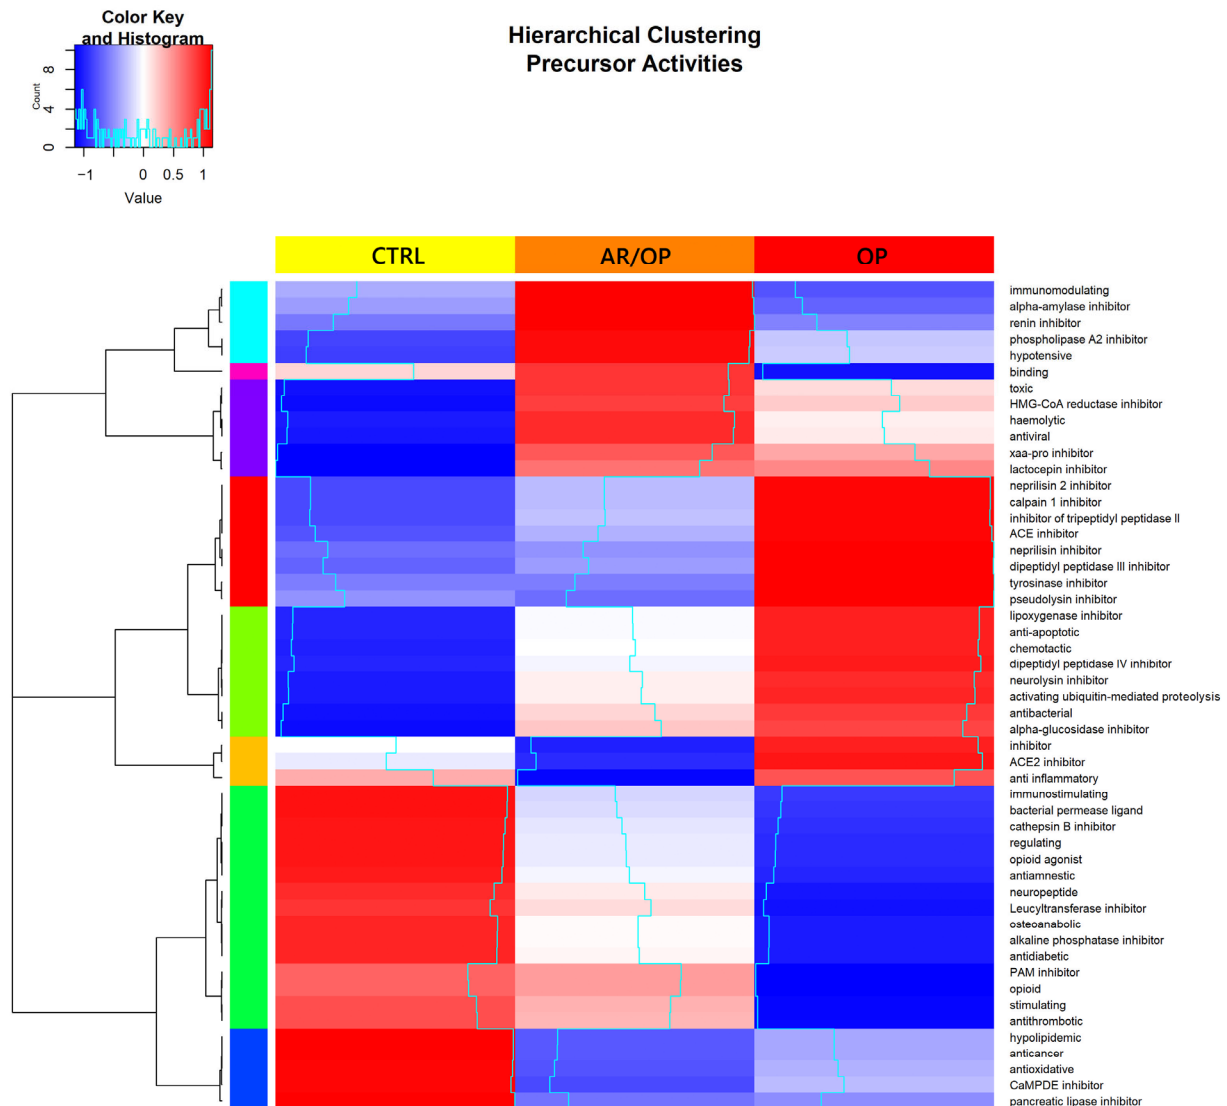 Color Key
and Histogram
Count
0 4 8
−1 0 0.5 1
Value
Hierarchical Clustering
Precursor Activities
CTRL AR/OP OP
immunomodulating
alpha-amylase inhibitor
renin inhibitor
phospholipase A2 inhibitor
hypotensive
binding
toxic
HMG-CoA reductase inhibitor
haemolytic
antiviral
xaa-pro inhibitor
lactocepin inhibitor
neprilisin 2 inhibitor
calpain 1 inhibitor
inhibitor of tripeptidyl peptidase II
ACE inhibitor
neprilisin inhibitor
dipeptidyl peptidase III inhibitor
tyrosinase inhibitor
pseudolysin inhibitor
lipoxygenase inhibitor
anti-apoptotic
chemotactic
dipeptidyl peptidase IV inhibitor
neurolysin inhibitor
activating ubiquitin-mediated proteolysis
antibacterial
alpha-glucosidase inhibitor
inhibitor
ACE2 inhibitor
anti inflammatory
immunostimulating
bacterial permease ligand
cathepsin B inhibitor
regulating
opioid agonist
antiamnestic
neuropeptide
Leucyltransferase inhibitor
osteoanabolic
alkaline phosphatase inhibitor
antidiabetic
PAM inhibitor
opioid
stimulating
antithrombotic
hypolipidemic
anticancer
antioxidative
CaMPDE inhibitor
pancreatic lipase inhibitor